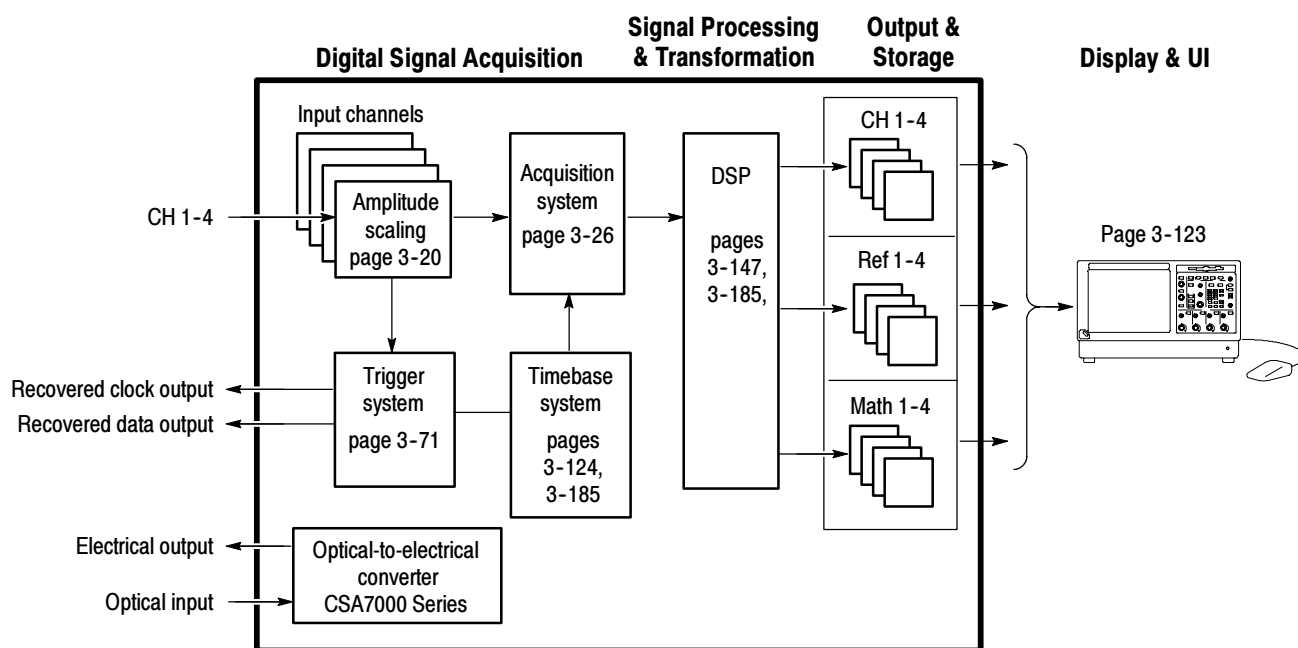 Digital Signal Acquisition
Signal Processing
& Transformation
Output &
Storage
Display & UI
Input channels
CH 1-4
Amplitude
scaling
page 3-20
Acquisition
system
page 3-26
DSP
pages
3-147,
3-185,
CH 1-4
Ref 1-4
Math 1-4
Page 3-123
Recovered clock output
Recovered data output
Trigger
system
page 3-71
Timebase
system
pages
3-124,
3-185
Electrical output
Optical input
Optical-to-electrical
converter
CSA7000 Series